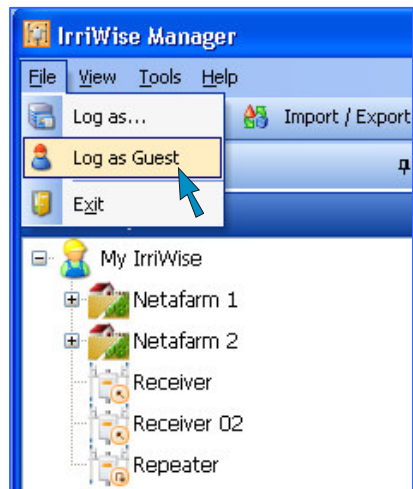 IrriWise Manager
File View Tools Help
Log as... Import / Export
Log as Guest
Exit
My IrriWise
Netafarm 1
Netafarm 2
Receiver
Receiver 02
Repeater